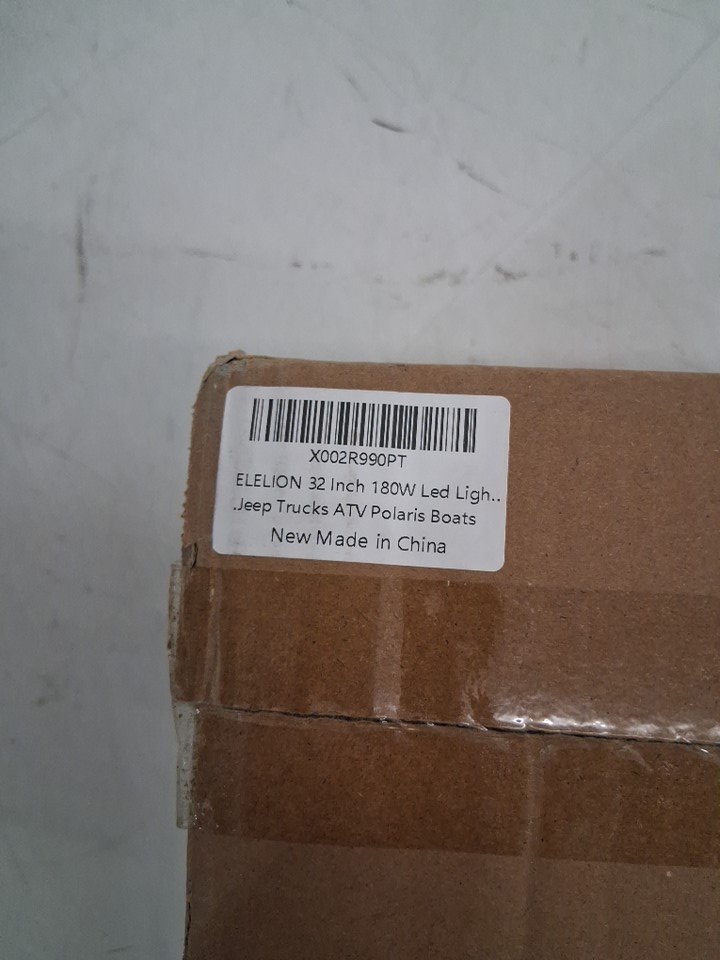 X002R990PT
ELELION 32 Inch 180W Led Ligh..
.Jeep Trucks ATV Polaris Boats
New Made in China